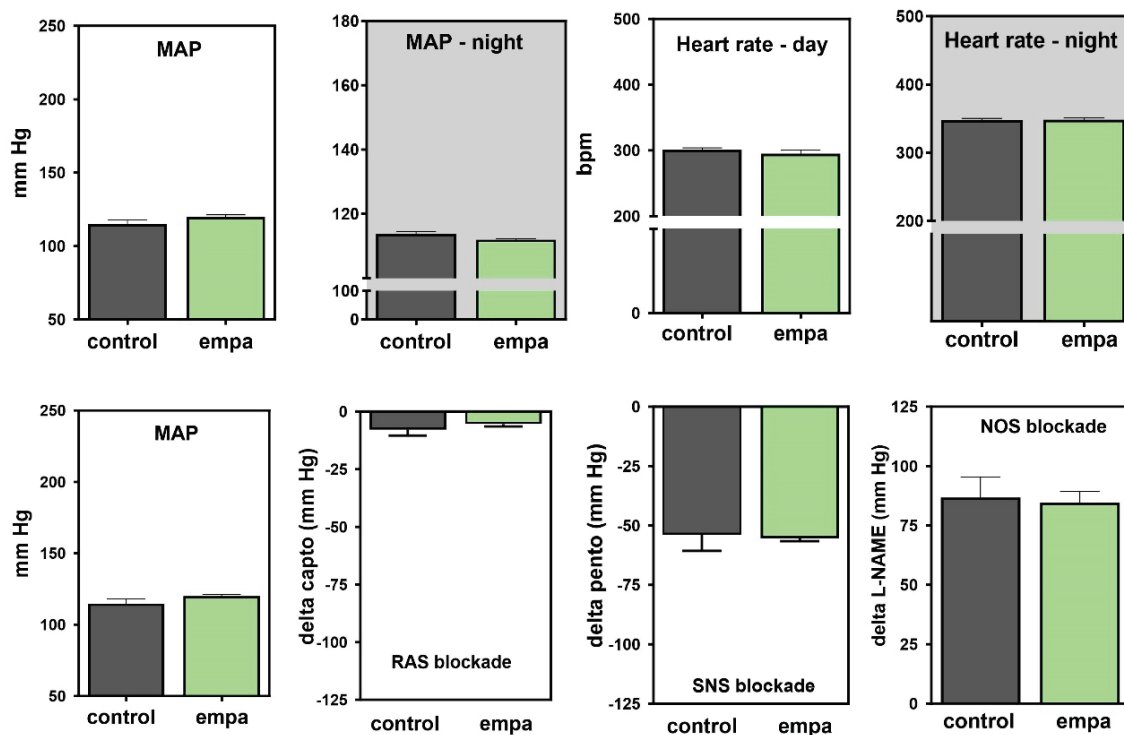 MAP
mm Hg
250
200
150
100
50
control empa
MAP - night
180
160
140
120
100
0
control empa
Heart rate - day
bpm
500
400
300
200
0
control empa
Heart rate - night
500
400
300
200
control empa
MAP
mm Hg
250
200
150
100
50
control empa
delta capto (mm Hg)
0
-25
-50
-75
-100
-125
RAS blockade
control empa
delta pento (mm Hg)
0
-25
-50
-75
-100
-125
SNS blockade
control empa
NOS blockade
delta L-NAME (mm Hg)
125
100
75
50
25
0
control empa